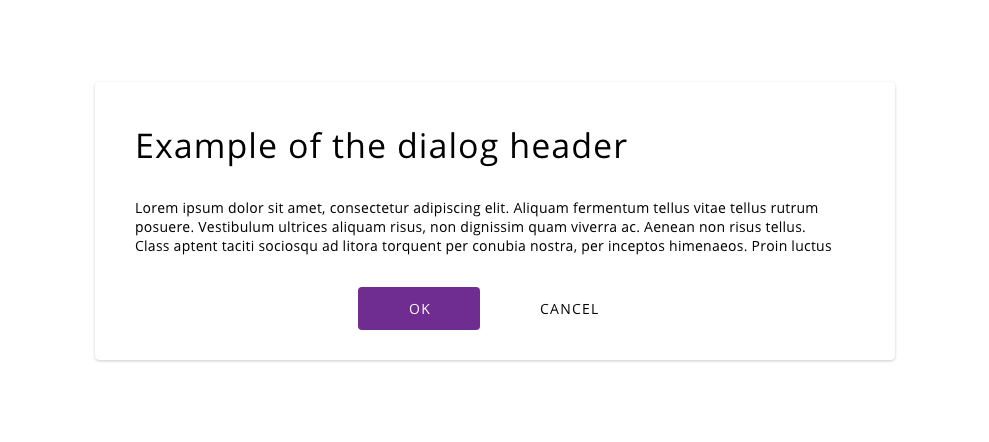 Example of the dialog header
Lorem ipsum dolor sit amet, consectetur adipiscing elit. Aliquam fermentum tellus vitae tellus rutrum
posuere. Vestibulum ultrices aliquam risus, non dignissim quam viverra ac. Aenean non risus tellus.
Class aptent taciti sociosqu ad litora torquent per conubia nostra, per inceptos himenaeos. Proin luctus
OK CANCEL